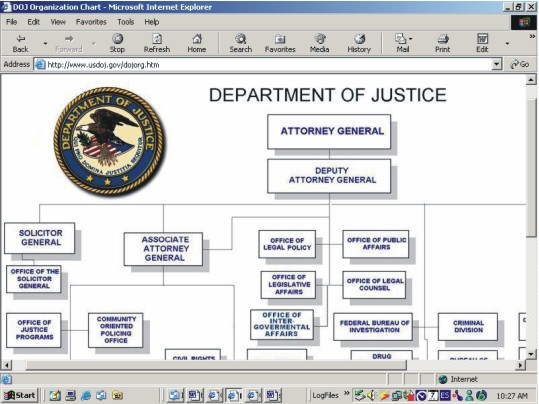 DOJ Organization Chart - Microsoft Internet Explorer
File Edit View Favorites Tools Help
Back Forward Stop Refresh Home Search Favorites Media History Mail Print Edit
Address http://www.usdoj.gov/dojorg.htm Go
DEPARTMENT OF JUSTICE
DEPARTMENT OF JUSTICE
QUI PRO DOMINA JUSTITIA SEQUITUR
ATTORNEY GENERAL
DEPUTY
ATTORNEY GENERAL
SOLICITOR
GENERAL
ASSOCIATE
ATTORNEY
GENERAL
OFFICE OF
LEGAL POLICY
OFFICE OF PUBLIC
AFFAIRS
OFFICE OF THE
SOLICITOR
GENERAL
OFFICE OF
LEGISLATIVE
AFFAIRS
OFFICE OF LEGAL
COUNSEL
OFFICE OF
JUSTICE
PROGRAMS
COMMUNITY
ORIENTED
POLICING
OFFICE
OFFICE OF
INTER-
GOVERMENTAL
AFFAIRS
FEDERAL BUREAU OF
INVESTIGATION
CRIMINAL
DIVISION
CIVIL RIGHTS
DRUG
BUREAU OF
Internet
Start LogFiles 10:27 AM